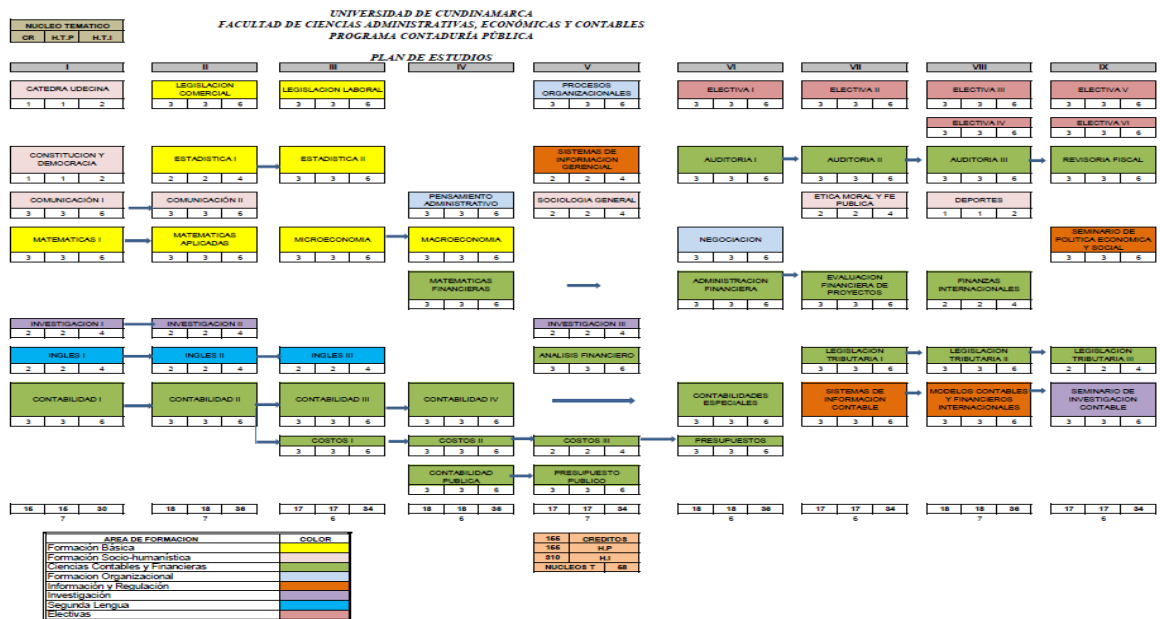 UNIVERSIDAD DE CUNDINAMARCA
FACULTAD DE CIENCIAS ADMINISTRATIVAS, ECONÓMICAS Y CONTABLES
PROGRAMA CONTADURÍA PÚBLICA
NUCLEO TEMATICO
CR H.T.P H.T.I
PLAN DE ESTUDIOS
I II III IV V VI VII VIII IX
CATEDRA UDECINA
1 1 2
LEGISLACION
COMERCIAL
3 3 6
LEGISLACION LABORAL
3 3 6
PROCESOS
ORGANIZACIONALES
3 3 6
ELECTIVA I
3 3 6
ELECTIVA II
3 3 6
ELECTIVA III
3 3 6
ELECTIVA V
3 3 6
ELECTIVA IV
3 3 6
ELECTIVA VI
3 3 6
CONSTITUCION Y
DEMOCRACIA
1 1 2
ESTADISTICA I
2 2 4
ESTADISTICA II
3 3 6
SISTEMAS DE
INFORMACION
GERENCIAL
2 2 4
AUDITORIA I
3 3 6
AUDITORIA II
3 3 6
AUDITORIA III
3 3 6
REVISORIA FISCAL
3 3 6
COMUNICACIÓN I
3 3 6
COMUNICACIÓN II
3 3 6
PENSAMIENTO
ADMINISTRATIVO
3 3 6
SOCIOLOGIA GENERAL
2 2 4
ETICA MORAL Y FE
PUBLICA
2 2 4
DEPORTES
1 1 2
MATEMATICAS I
3 3 6
MATEMATICAS
APLICADAS
3 3 6
MICROECONOMIA
3 3 6
MACROECONOMIA
3 3 6
NEGOCIACION
3 3 6
SEMINARIO DE
POLITICA ECONOMICA
Y SOCIAL
3 3 6
MATEMATICAS
FINANCIERAS
3 3 6
ADMINISTRACION
FINANCIERA
3 3 6
EVALUACION
FINANCIERA DE
PROYECTOS
3 3 6
FINANZAS
INTERNACIONALES
2 2 4
INVESTIGACION I
2 2 4
INVESTIGACION II
2 2 4
INVESTIGACION III
2 2 4
INGLES I
2 2 4
INGLES II
2 2 4
INGLES III
2 2 4
ANALISIS FINANCIERO
3 3 6
LEGISLACION
TRIBUTARIA I
3 3 6
LEGISLACION
TRIBUTARIA II
3 3 6
LEGISLACION
TRIBUTARIA III
2 2 4
CONTABILIDAD I
3 3 6
CONTABILIDAD II
3 3 6
CONTABILIDAD III
3 3 6
CONTABILIDAD IV
3 3 6
CONTABILIDADES
ESPECIALES
3 3 6
SISTEMAS DE
INFORMACION
CONTABLE
3 3 6
MODELOS CONTABLES
Y FINANCIEROS
INTERNACIONALES
3 3 6
SEMINARIO DE
INVESTIGACION
CONTABLE
3 3 6
COSTOS I
3 3 6
COSTOS II
3 3 6
COSTOS III
2 2 4
PRESUPUESTOS
3 3 6
CONTABILIDAD
PUBLICA
3 3 6
PRESUPUESTO
PUBLICO
3 3 6
15 15 30
18 18 36
17 17 34
18 18 36
17 17 34
18 18 36
17 17 34
18 18 36
17 17 34
7 7 6 6 7 6 6 7 6
AREA DE FORMACION COLOR
Formación Básica
Formación Socio-humanística
Ciencias Contables y Financieras
Formacion Organizacional
Información y Regulación
Investigación
Segunda Lengua
Electivas
155 CREDITOS
155 H.P
310 H.I
NUCLEOS T 58